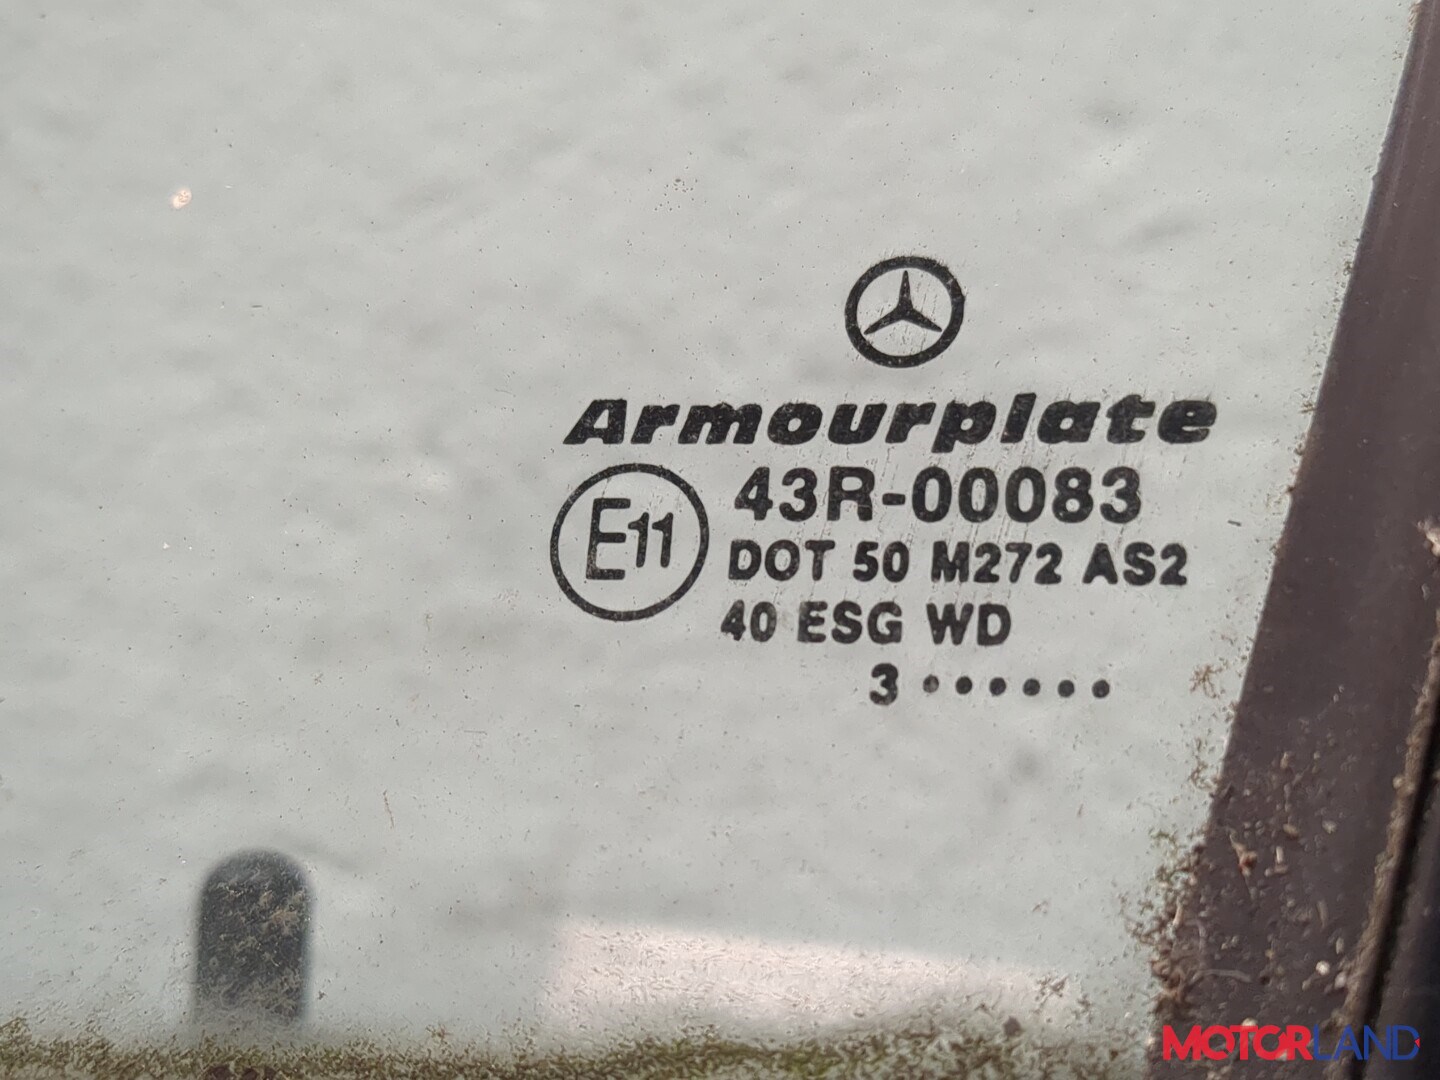 Armourplate
E11
43R-00083
DOT 50 M272 AS2
40 ESG WD
3 • • • • • •
MOTORLAND